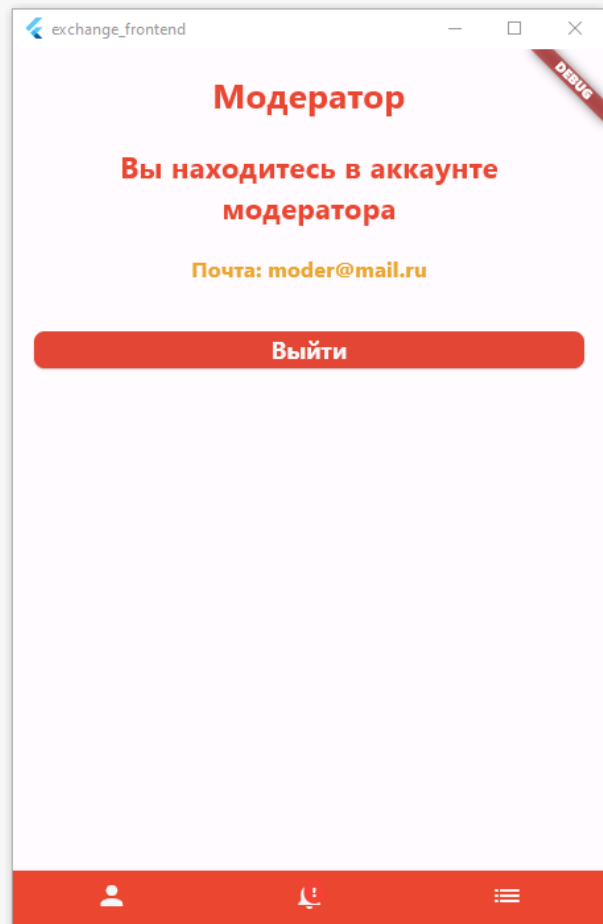 exchange_frontend
DEBUG
Модератор
Вы находитесь в аккаунте
модератора
Почта: moder@mail.ru
Выйти